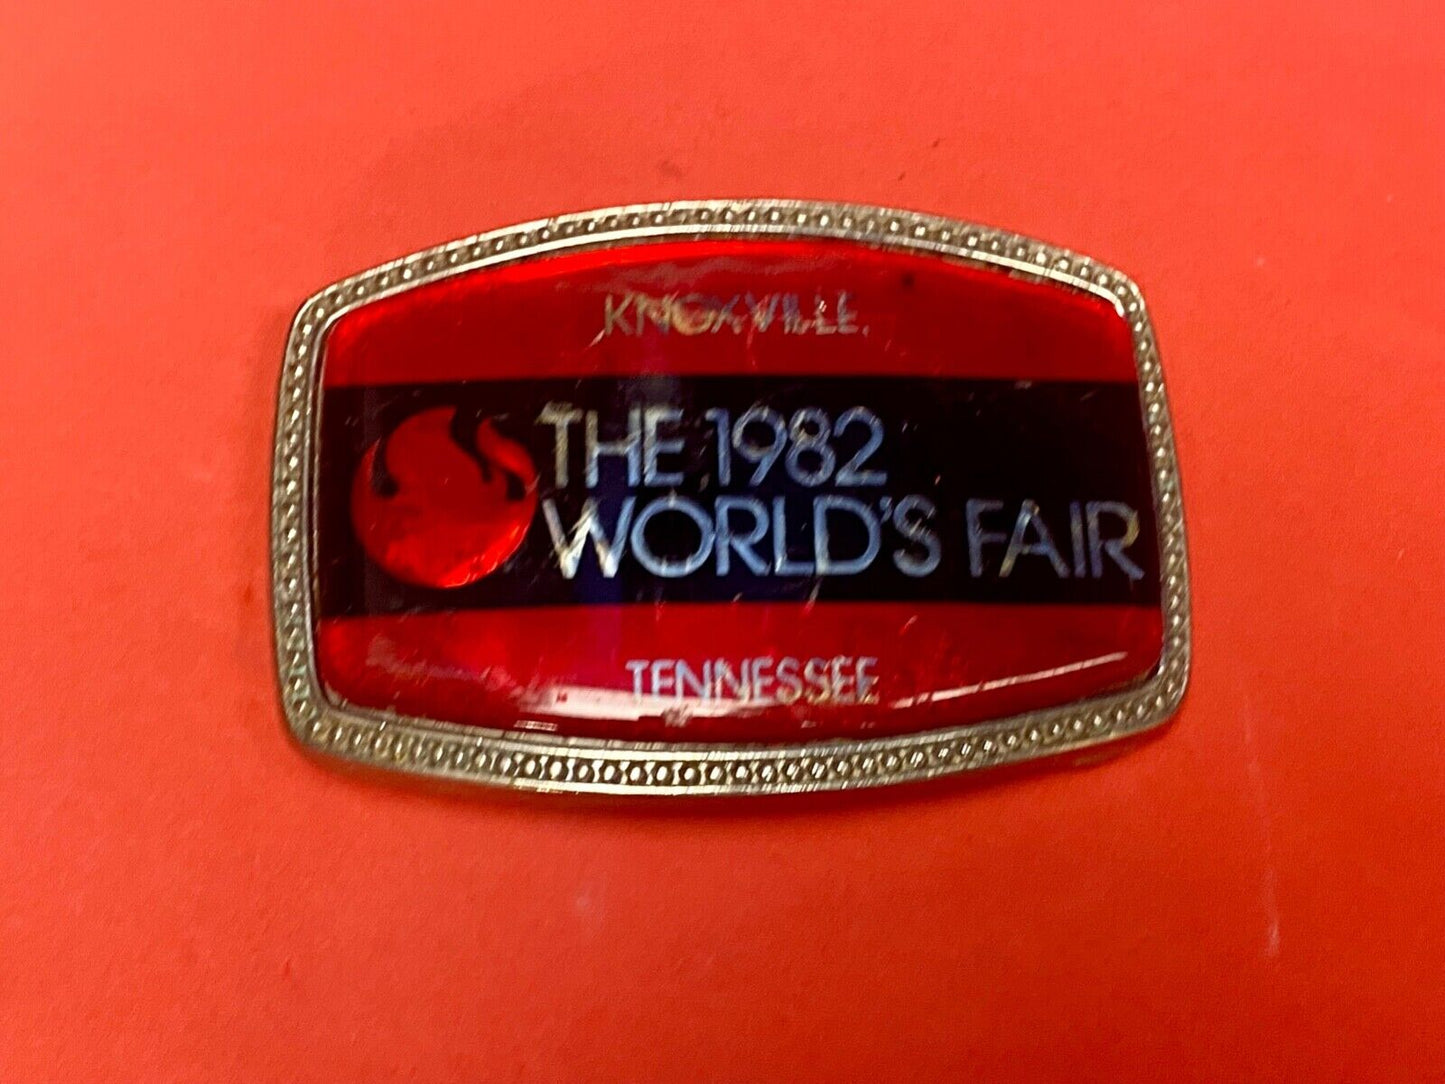 KNOXVILLE,
THE 1982
WORLD'S FAIR
TENNESSEE